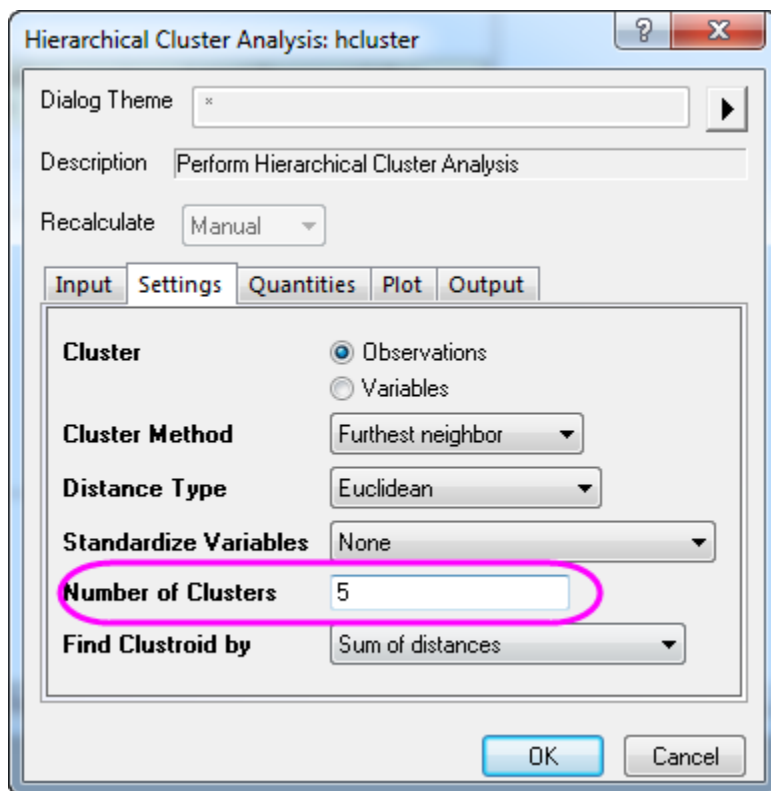 Hierarchical Cluster Analysis: hcluster
Dialog Theme *
Description Perform Hierarchical Cluster Analysis
Recalculate Manual
Input Settings Quantities Plot Output
Cluster Observations
Variables
Cluster Method Furthest neighbor
Distance Type Euclidean
Standardize Variables None
Number of Clusters 5
Find Clustroid by Sum of distances
OK Cancel